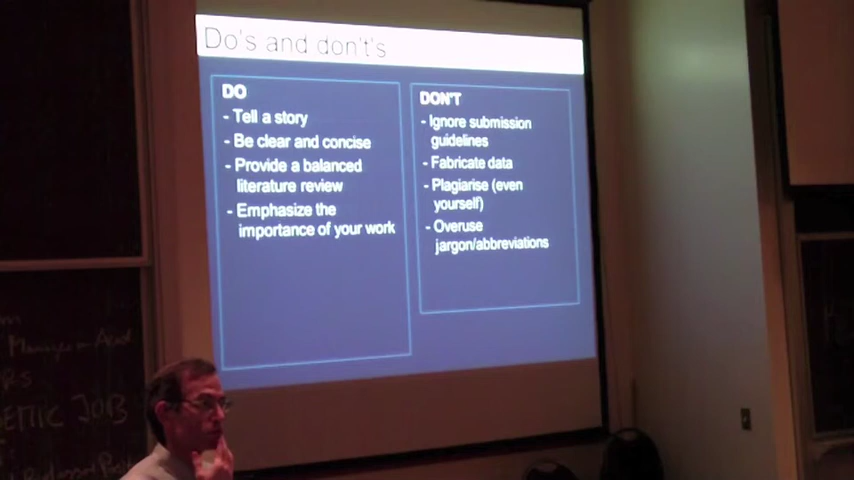 Do's and don't's
DO
- Tell a story
- Be clear and concise
- Provide a balanced
literature review
- Emphasize the
importance of your work
DON'T
- Ignore submission
guidelines
- Fabricate data
- Plagiarise (even
yourself)
- Overuse
jargon/abbreviations
JOB